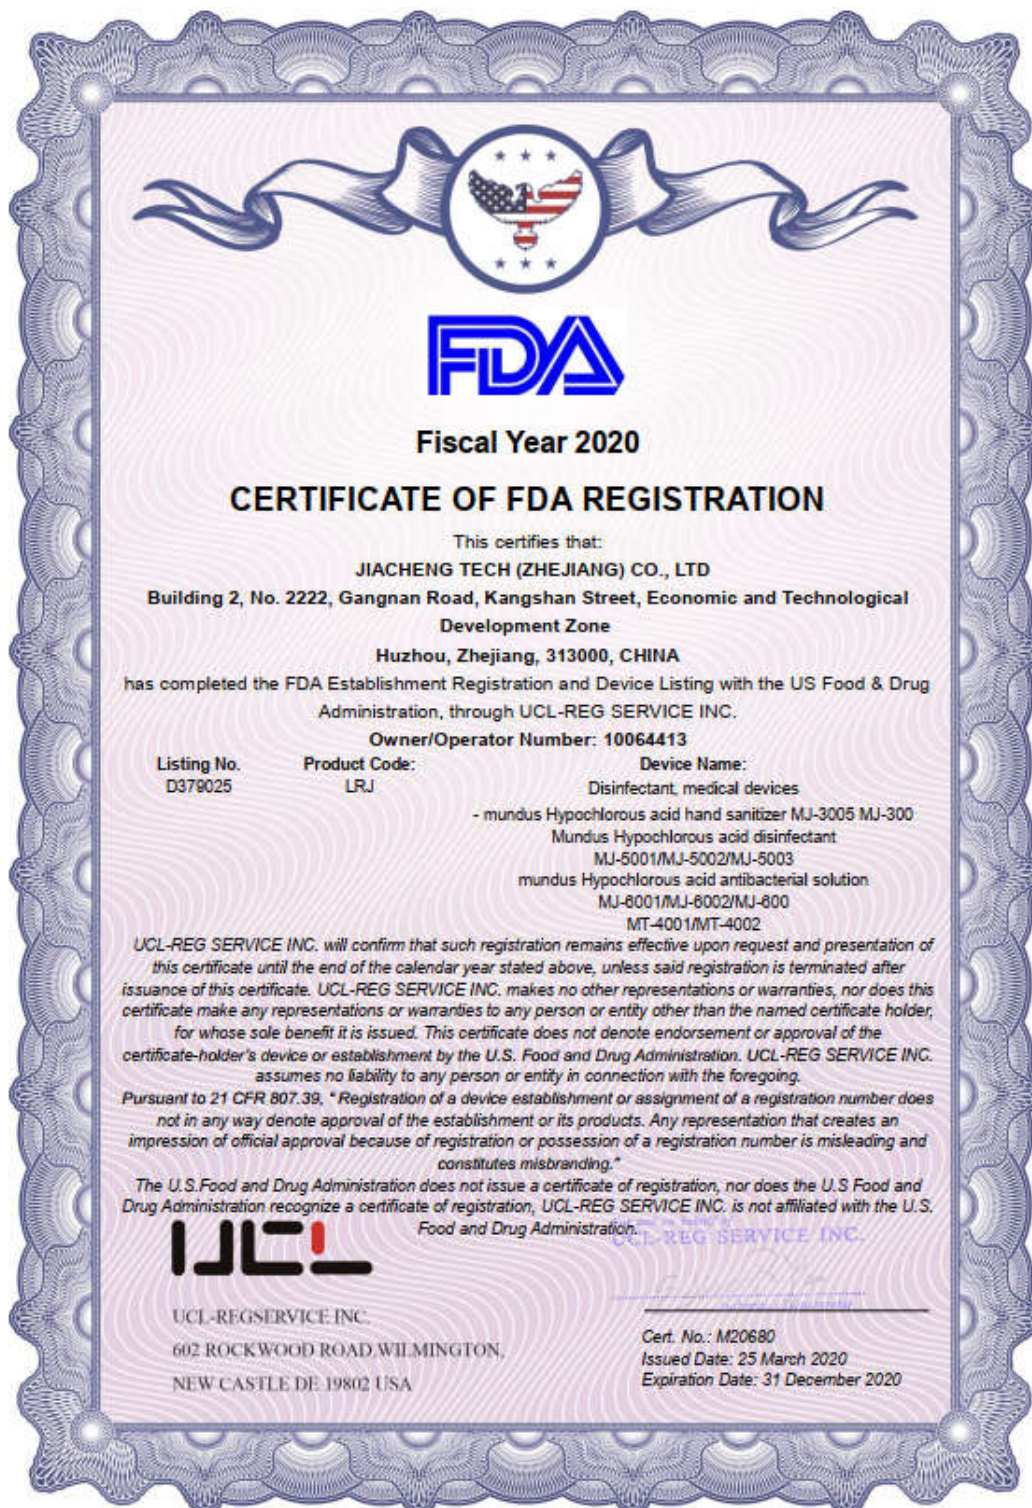 FDA
Fiscal Year 2020
CERTIFICATE OF FDA REGISTRATION
This certifies that:
JIACHENG TECH (ZHEJIANG) CO., LTD
Building 2, No. 2222, Gangnan Road, Kangshan Street, Economic and Technological
Development Zone
Huzhou, Zhejiang, 313000, CHINA
has completed the FDA Establishment Registration and Device Listing with the US Food & Drug
Administration, through UCL-REG SERVICE INC.
Owner/Operator Number: 10064413
Listing No. Product Code: Device Name:
D379025 LRJ Disinfectant, medical devices
- mundus Hypochlorous acid hand sanitizer MJ-3005 MJ-300
Mundus Hypochlorous acid disinfectant
MJ-5001/MJ-5002/MJ-5003
mundus Hypochlorous acid antibacterial solution
MJ-6001/MJ-6002/MJ-600
MT-4001/MT-4002
UCL-REG SERVICE INC. will confirm that such registration remains effective upon request and presentation of
this certificate until the end of the calendar year stated above, unless said registration is terminated after
issuance of this certificate. UCL-REG SERVICE INC. makes no other representations or warranties, nor does this
certificate make any representations or warranties to any person or entity other than the named certificate holder,
for whose sole benefit it is issued. This certificate does not denote endorsement or approval of the
certificate-holder's device or establishment by the U.S. Food and Drug Administration. UCL-REG SERVICE INC.
assumes no liability to any person or entity in connection with the foregoing.
Pursuant to 21 CFR 807.39, "Registration of a device establishment or assignment of a registration number does
not in any way denote approval of the establishment or its products. Any representation that creates an
impression of official approval because of registration or possession of a registration number is misleading and
constitutes misbranding."
The U.S.Food and Drug Administration does not issue a certificate of registration, nor does the U.S Food and
Drug Administration recognize a certificate of registration, UCL-REG SERVICE INC. is not affiliated with the U.S.
Food and Drug Administration.
UCL-REG SERVICE INC.
UCL
UCL-REGSERVICE INC.
602 ROCKWOOD ROAD,WILMINGTON,
NEW CASTLE DE 19802 USA
Cert. No.: M20680
Issued Date: 25 March 2020
Expiration Date: 31 December 2020